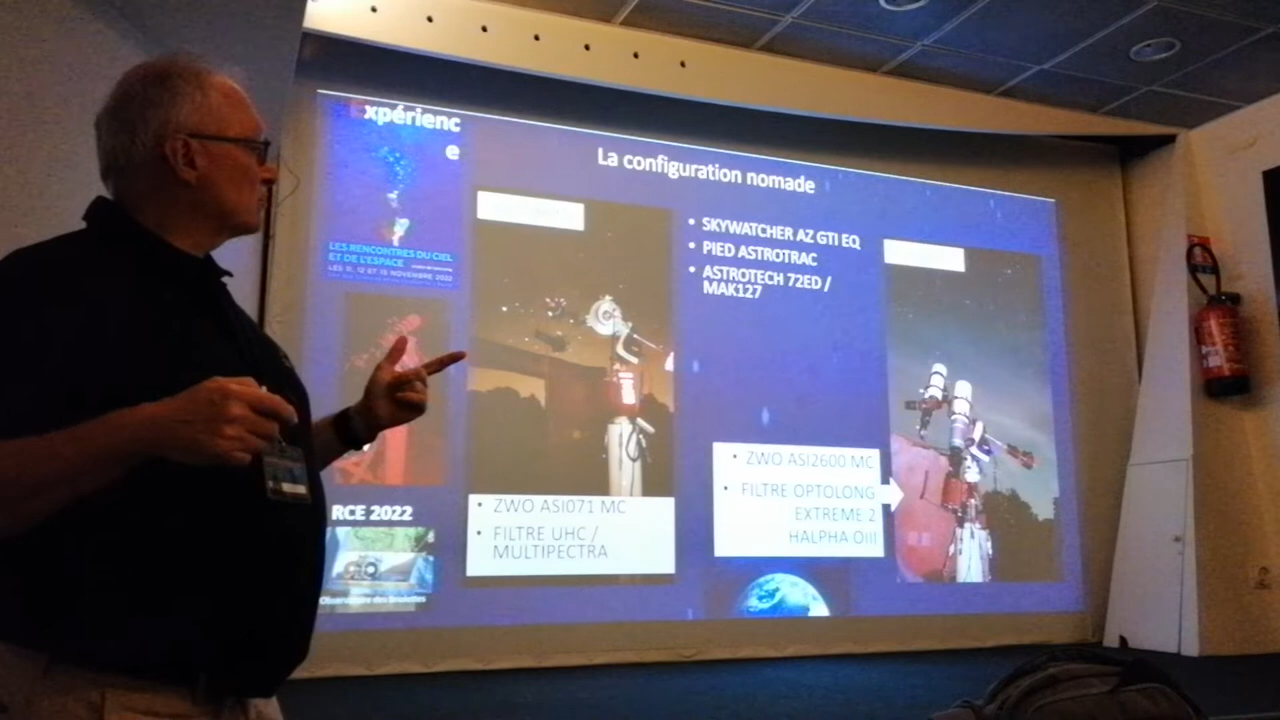 xpérienc
e
LES RENCONTRES DU CIEL
ET DE L'ESPACE
LES 11, 12 ET 13 NOVEMBRE 2022
RCE 2022
La configuration nomade
• SKYWATCHER AZ GTI EQ
• PIED ASTROTRAC
• ASTROTECH 72ED /
MAK127
• ZWO ASI071 MC
• FILTRE UHC /
MULTIPECTRA
• ZWO ASI2600 MC
• FILTRE OPTOLONG
EXTREME 2
HALPHA OIII